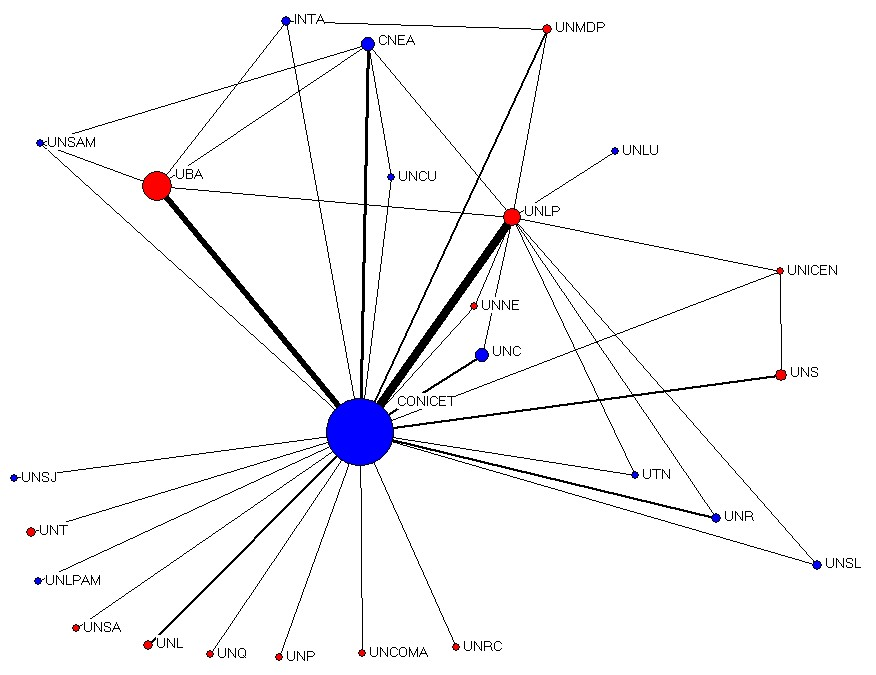 INTA
UNMDP
CNEA
UNSAM
UNLU
UBA
UNCU
UNLP
UNICEN
UNNE
UNC
UNS
CONICET
UNSJ
UTN
UNR
UNT
UNSL
UNLPAM
UNSA
UNL
UNQ
UNP
UNCOMA
UNRC